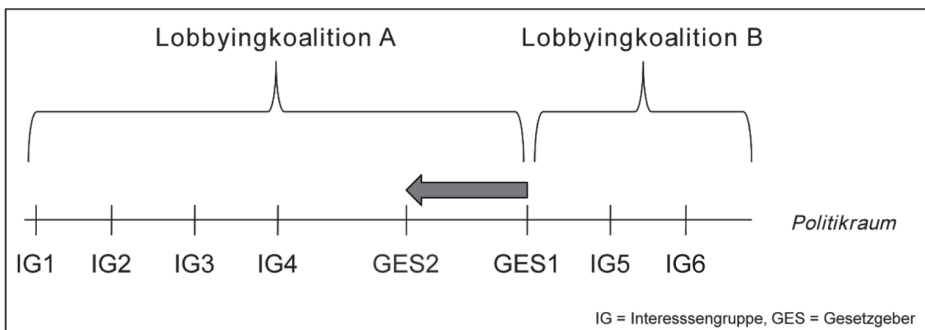 Lobbyingkoalition A Lobbyingkoalition B
Politikraum
IG1 IG2 IG3 IG4 GES2 GES1 IG5 IG6
IG = Interesssengruppe, GES = Gesetzgeber